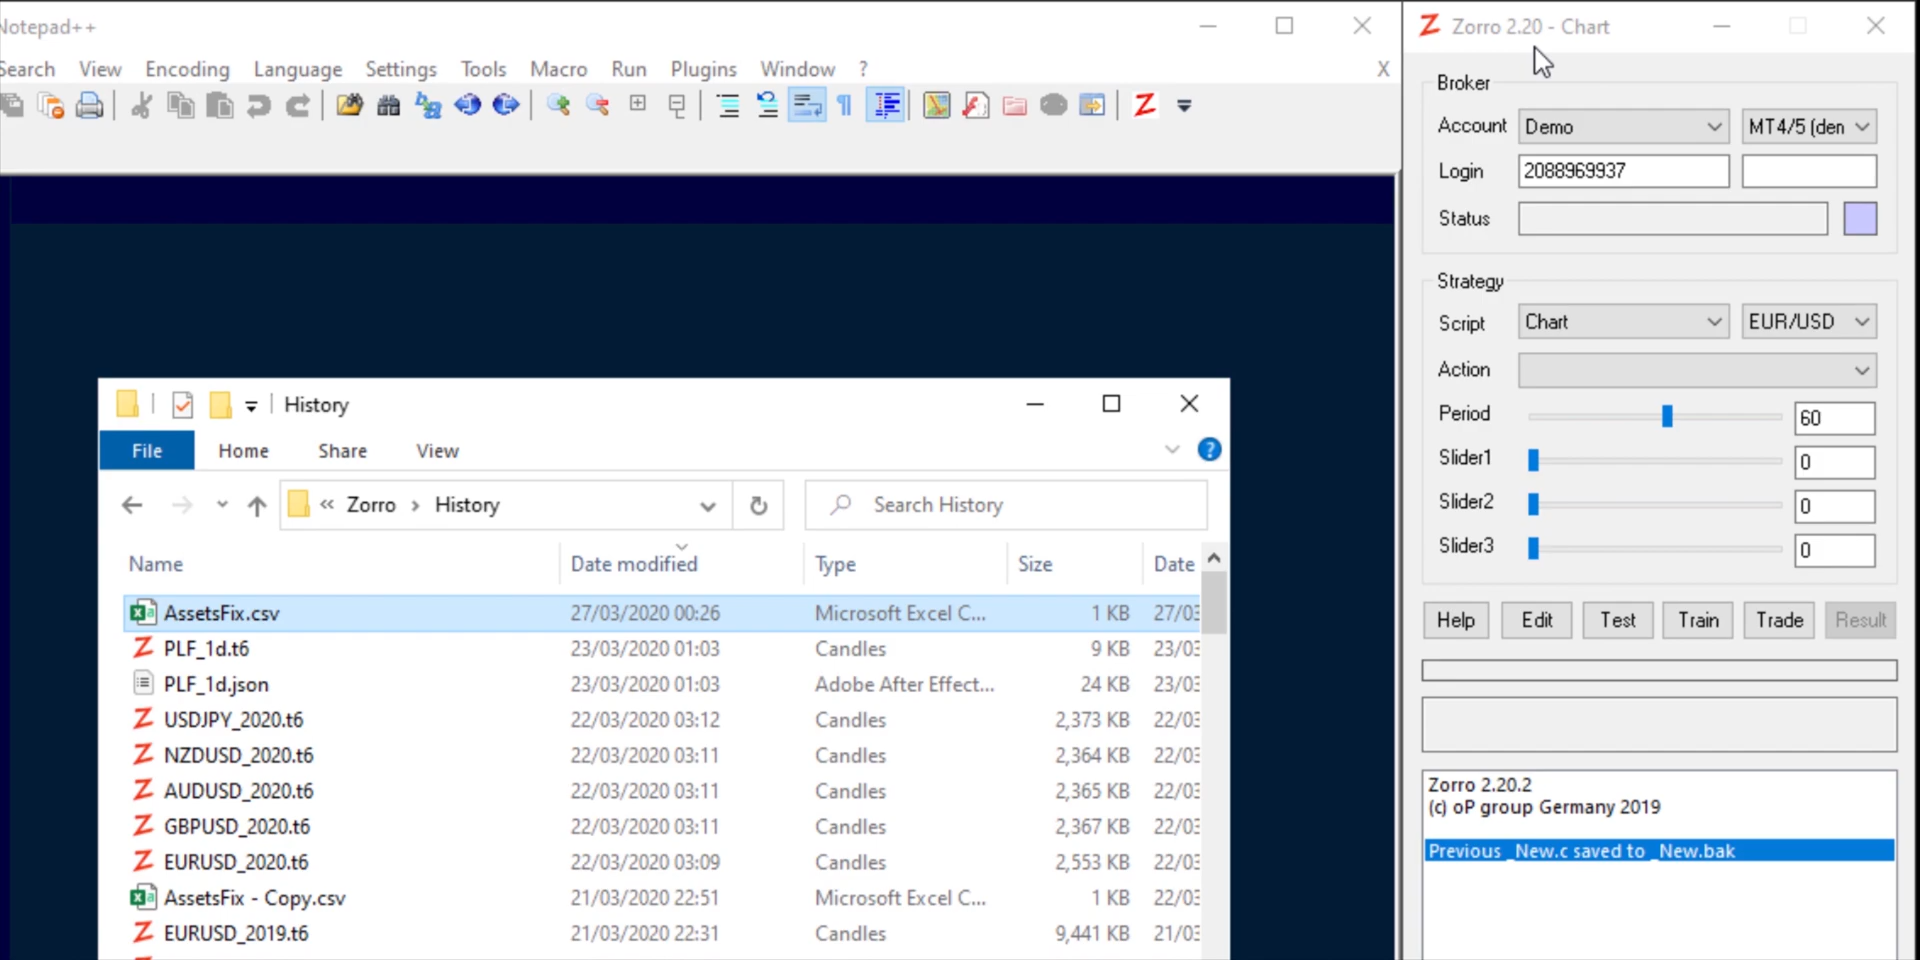 Notepad++
Search View Encoding Language Settings Tools Macro Run Plugins Window ? X
History
File Home Share View
« Zorro › History
Search History
Name Date modified Type Size Date
AssetsFix.csv 27/03/2020 00:26 Microsoft Excel C... 1 KB 27/03
PLF_1d.t6 23/03/2020 01:03 Candles 9 KB 23/03
PLF_1d.json 23/03/2020 01:03 Adobe After Effect... 24 KB 23/03
USDJPY_2020.t6 22/03/2020 03:12 Candles 2,373 KB 22/03
NZDUSD_2020.t6 22/03/2020 03:11 Candles 2,364 KB 22/03
AUDUSD_2020.t6 22/03/2020 03:11 Candles 2,365 KB 22/03
GBPUSD_2020.t6 22/03/2020 03:11 Candles 2,367 KB 22/03
EURUSD_2020.t6 22/03/2020 03:09 Candles 2,553 KB 22/03
AssetsFix - Copy.csv 21/03/2020 22:51 Microsoft Excel C... 1 KB 21/03
EURUSD_2019.t6 21/03/2020 22:31 Candles 9,441 KB 21/03
Zorro 2.20 - Chart
Broker
Account Demo MT4/5 (den
Login 2088969937
Status
Strategy
Script Chart EUR/USD
Action
Period 60
Slider1 0
Slider2 0
Slider3 0
Help Edit Test Train Trade Result
Zorro 2.20.2
(c) oP group Germany 2019
Previous _New.c saved to _New.bak